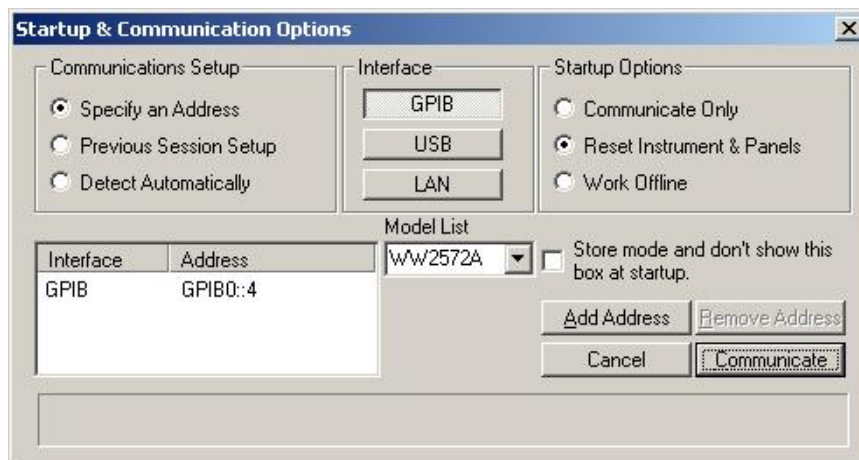 Startup & Communication Options
Communications Setup
Specify an Address
Previous Session Setup
Detect Automatically
Interface
GPIB
USB
LAN
Startup Options
Communicate Only
Reset Instrument & Panels
Work Offline
Interface Address
GPIB GPIB0::4
Model List
WW2572A
Store mode and don't show this
box at startup.
Add Address
Remove Address
Cancel
Communicate